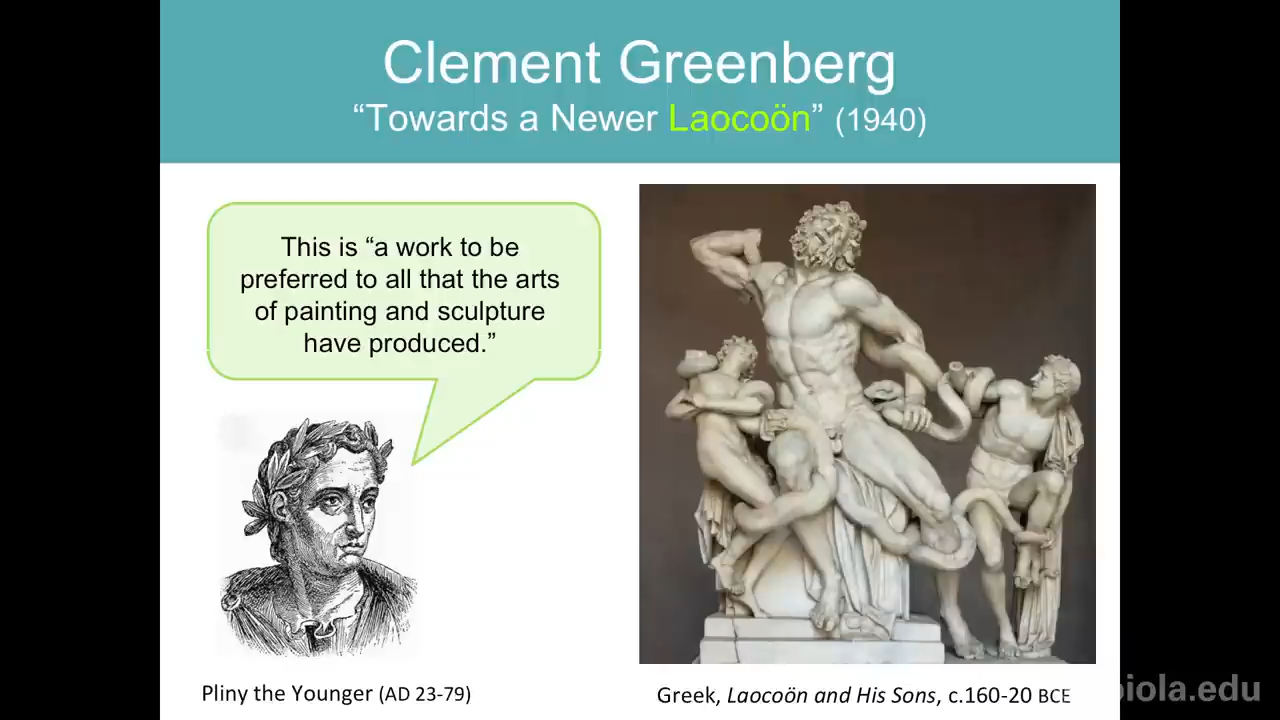 Clement Greenberg
“Towards a Newer Laocoön” (1940)
This is “a work to be
preferred to all that the arts
of painting and sculpture
have produced.”
Pliny the Younger (AD 23-79)
Greek, Laocoön and His Sons, c.160-20 BCE
biola.edu